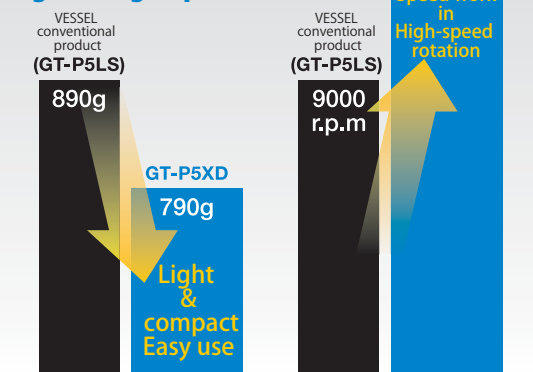 VESSEL
conventional
product
(GT-P5LS)
890g
GT-P5XD
790g
Light
&
compact
Easy use
VESSEL
conventional
product
(GT-P5LS)
9000
r.p.m
in
High-speed
rotation